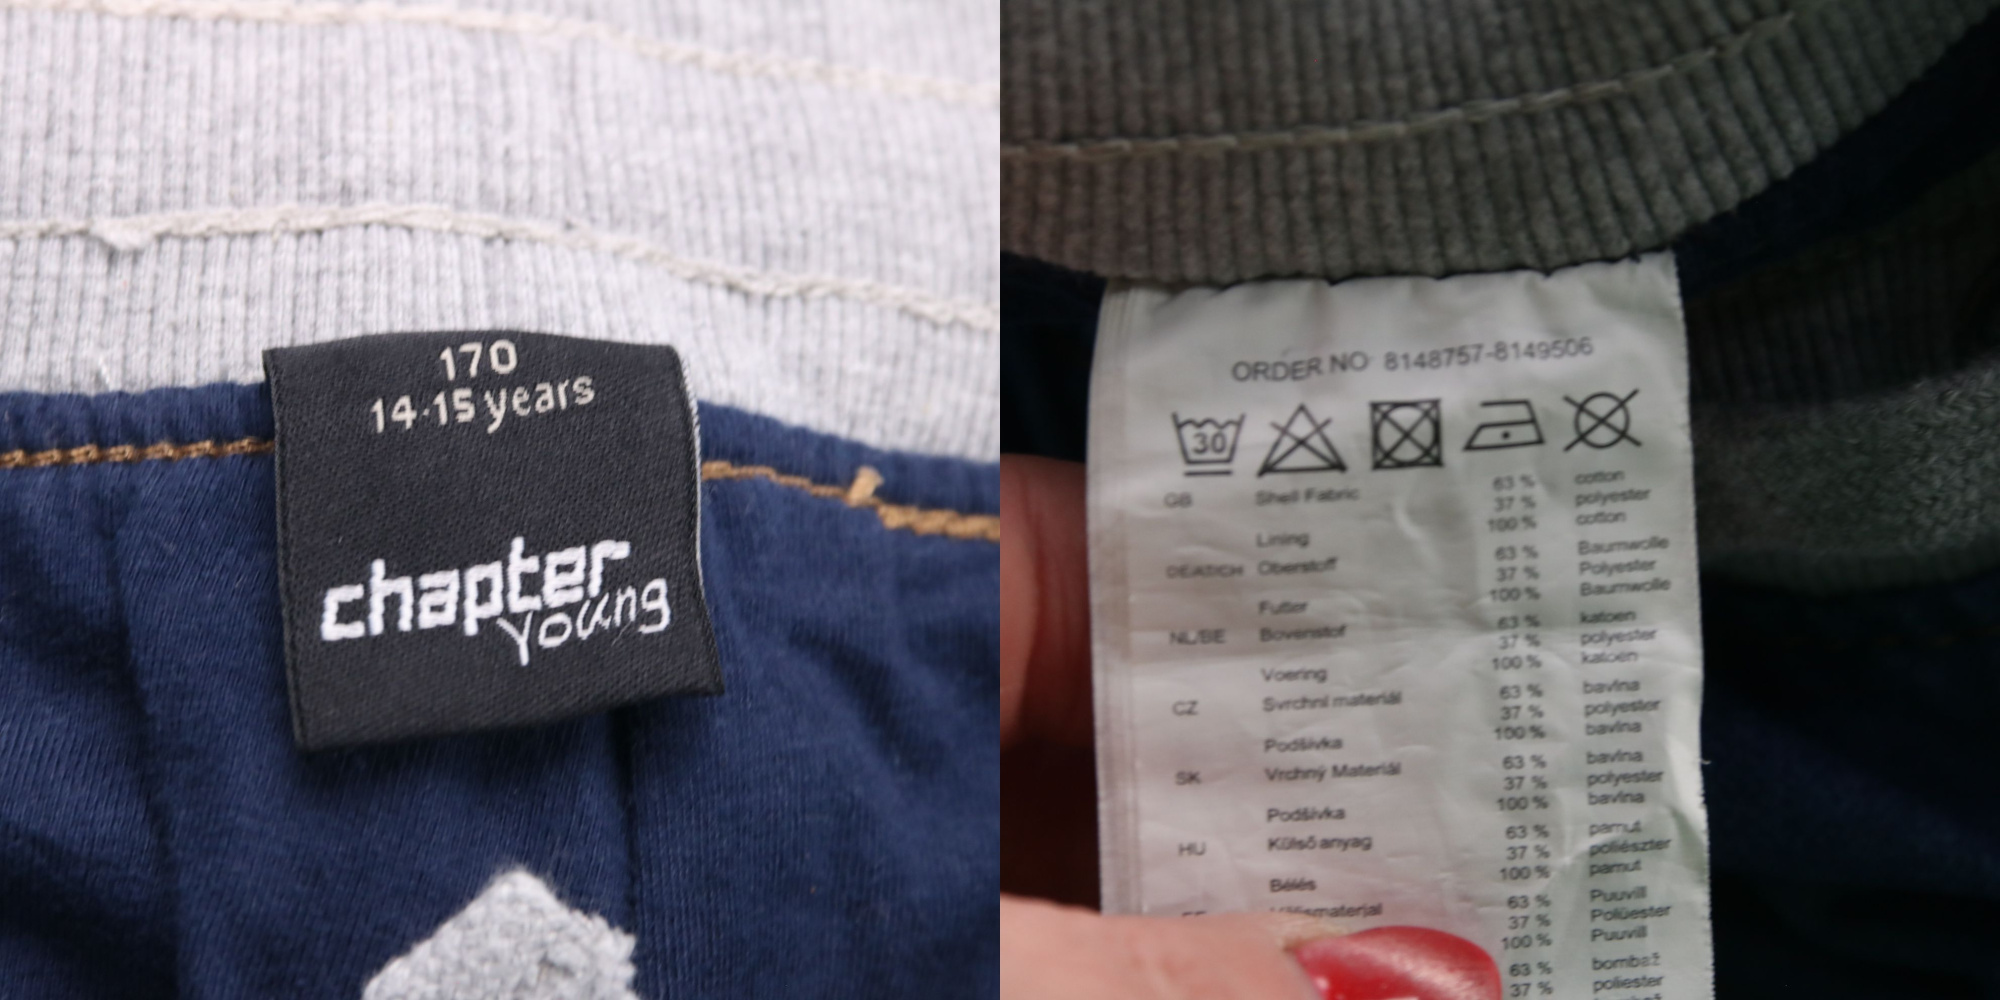 170
14-15 years
chapter
young
ORDER NO 8148757-8149506
30
GB Shell Fabric 63 % cotton
37 % polyester
Lining 100 % cotton
DE/AT/CH Oberstoff 63 % Baumwolle
37 % Polyester
Futter 100 % Baumwolle
NL/BE Bovenstof 63 % katoen
37 % polyester
Voering 100 % katoen
CZ Svrchní materiál 63 % bavlna
37 % polyester
Podšívka 100 % bavlna
SK Vrchný Materiál 63 % bavlna
37 % polyester
Podšívka 100 % bavlna
HU Külső anyag 63 % pamut
37 % poliészter
Bélés 100 % pamut
63 % Puuvill
37 % Polüester
100 % Puuvill
63 % bombaž
37 % poliester